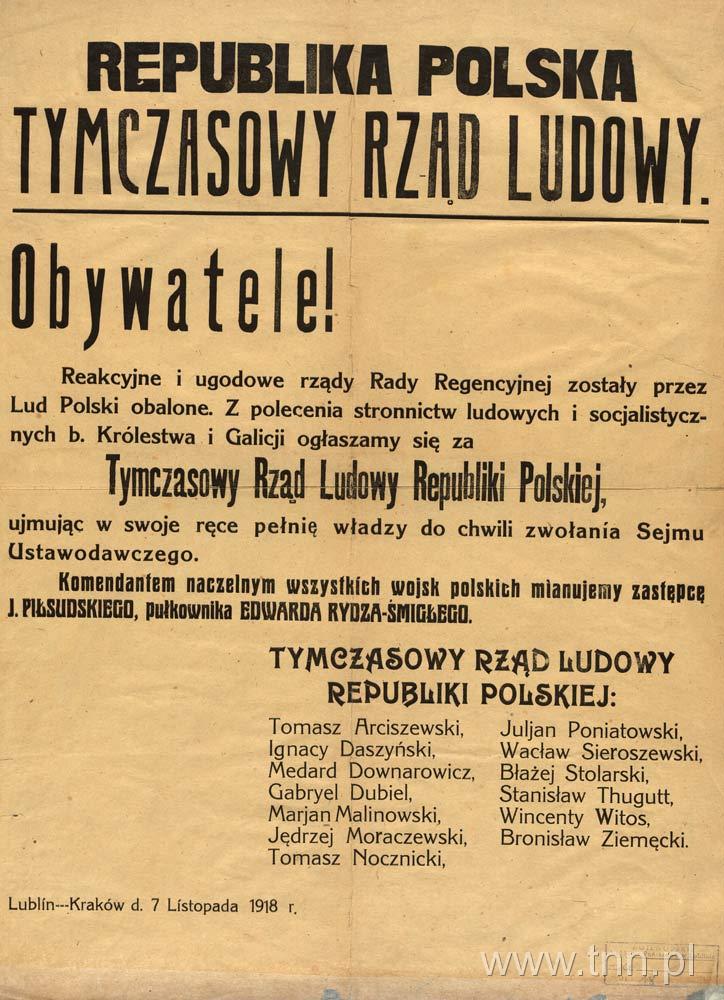 REPUBLIKA POLSKA
TYMCZASOWY RZĄD LUDOWY.
Obywatele!
Reakcyjne i ugodowe rządy Rady Regencyjnej zostały przez
Lud Polski obalone. Z polecenia stronnictw ludowych i socjalistycz-
nych b. Królestwa i Galicji ogłaszamy się za
Tymczasowy Rząd Ludowy Republiki Polskiej,
ujmując w swoje ręce pełnię władzy do chwili zwołania Sejmu
Ustawodawczego.
Komendantem naczelnym wszystkich wojsk polskich mianujemy zastępcę
J. PIŁSUDSKIEGO, pułkownika EDWARDA RYDZA-ŚMIGŁEGO.
TYMCZASOWY RZĄD LUDOWY
REPUBLIKI POLSKIEJ:
Tomasz Arciszewski,
Ignacy Daszyński,
Medard Downarowicz,
Gabryel Dubiel,
Marjan Malinowski,
Jędrzej Moraczewski,
Tomasz Nocznicki,
Juljan Poniatowski,
Wacław Sieroszewski,
Błażej Stolarski,
Stanisław Thugutt,
Wincenty Witos,
Bronisław Ziemęcki.
Lublin---Kraków d. 7 Listopada 1918 r.
www.tnn.pl